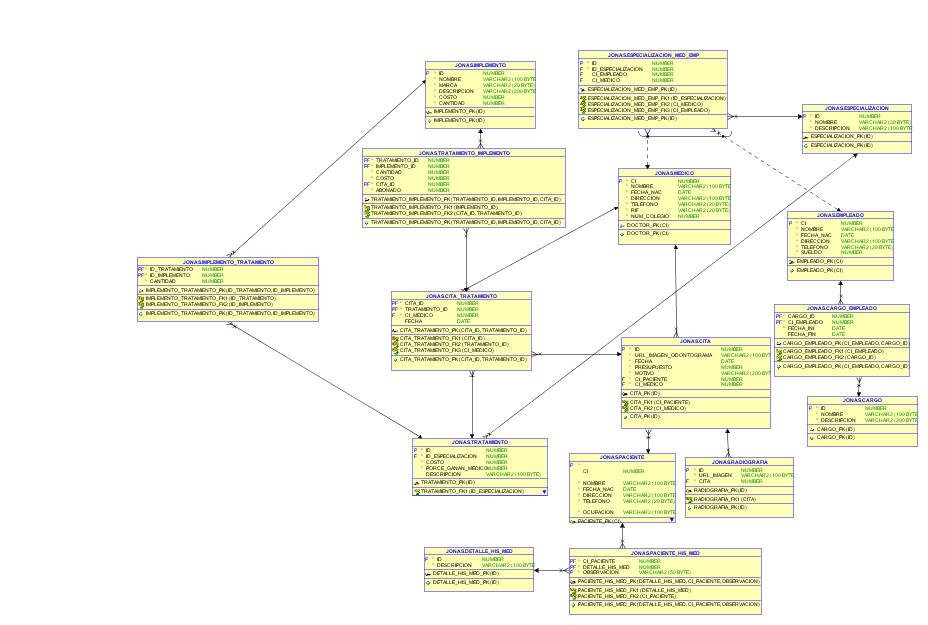 JONAS.IMPLEMENTO
P * ID NUMBER
* NOMBRE VARCHAR2 (100 BYTE
* MARCA VARCHAR2 (20 BYTE)
* DESCRIPCION VARCHAR2 (200 BYTE
* COSTO NUMBER
* CANTIDAD NUMBER
IMPLEMENTO_PK (ID)
IMPLEMENTO_PK (ID)
JONAS.ESPECIALIZACION_MED_EMP
P * ID NUMBER
F * ID_ESPECIALIZACION NUMBER
F CI_EMPLEADO NUMBER
F CI_MEDICO NUMBER
ESPECIALIZACION_MED_EMP_PK (ID)
ESPECIALIZACION_MED_EMP_FK1 (ID_ESPECIALIZACION)
ESPECIALIZACION_MED_EMP_FK2 (CI_MEDICO)
ESPECIALIZACION_MED_EMP_FK3 (CI_EMPLEADO)
ESPECIALIZACION_MED_EMP_PK (ID)
JONAS.ESPECIALIZACION
P * ID NUMBER
* NOMBRE VARCHAR2 (30 BYTE)
* DESCRIPCION VARCHAR2 (100 BYTE
ESPECIALIZACION_PK (ID)
ESPECIALIZACION_PK (ID)
JONAS.TRATAMIENTO_IMPLEMENTO
PF * TRATAMIENTO_ID NUMBER
PF * IMPLEMENTO_ID NUMBER
* CANTIDAD NUMBER
* COSTO NUMBER
PF * CITA_ID NUMBER
* ABONADO NUMBER
TRATAMIENTO_IMPLEMENTO_PK (TRATAMIENTO_ID, IMPLEMENTO_ID, CITA_ID)
TRATAMIENTO_IMPLEMENTO_FK1 (IMPLEMENTO_ID)
TRATAMIENTO_IMPLEMENTO_FK2 (CITA_ID, TRATAMIENTO_ID)
TRATAMIENTO_IMPLEMENTO_PK (TRATAMIENTO_ID, IMPLEMENTO_ID, CITA_ID)
JONAS.MEDICO
P * CI NUMBER
* NOMBRE VARCHAR2 (100 BYTE
* FECHA_NAC DATE
* DIRECCION VARCHAR2 (100 BYTE
* TELEFONO VARCHAR2 (20 BYTE)
* RIF VARCHAR2 (20 BYTE)
* NUM_COLEGIO NUMBER
DOCTOR_PK (CI)
DOCTOR_PK (CI)
JONAS.EMPLEADO
P * CI NUMBER
* NOMBRE VARCHAR2 (100 BYTE
* FECHA_NAC DATE
* DIRECCION VARCHAR2 (100 BYTE
* TELEFONO VARCHAR2 (20 BYTE)
* SUELDO NUMBER
EMPLEADO_PK (CI)
EMPLEADO_PK (CI)
JONAS.IMPLEMENTO_TRATAMIENTO
PF * ID_TRATAMIENTO NUMBER
PF * ID_IMPLEMENTO NUMBER
* CANTIDAD NUMBER
IMPLEMENTO_TRATAMIENTO_PK (ID_TRATAMIENTO, ID_IMPLEMENTO)
IMPLEMENTO_TRATAMIENTO_FK1 (ID_TRATAMIENTO)
IMPLEMENTO_TRATAMIENTO_FK2 (ID_IMPLEMENTO)
IMPLEMENTO_TRATAMIENTO_PK (ID_TRATAMIENTO, ID_IMPLEMENTO)
JONAS.CITA_TRATAMIENTO
PF * CITA_ID NUMBER
PF * TRATAMIENTO_ID NUMBER
F * CI_MEDICO NUMBER
FECHA DATE
CITA_TRATAMIENTO_PK (CITA_ID, TRATAMIENTO_ID)
CITA_TRATAMIENTO_FK1 (CITA_ID)
CITA_TRATAMIENTO_FK2 (TRATAMIENTO_ID)
CITA_TRATAMIENTO_FK3 (CI_MEDICO)
CITA_TRATAMIENTO_PK (CITA_ID, TRATAMIENTO_ID)
JONAS.CARGO_EMPLEADO
PF * CARGO_ID NUMBER
PF * CI_EMPLEADO NUMBER
* FECHA_INI DATE
FECHA_FIN DATE
CARGO_EMPLEADO_PK (CI_EMPLEADO, CARGO_ID)
CARGO_EMPLEADO_FK1 (CI_EMPLEADO)
CARGO_EMPLEADO_FK2 (CARGO_ID)
CARGO_EMPLEADO_PK (CI_EMPLEADO, CARGO_ID)
JONAS.CITA
P * ID NUMBER
* URL_IMAGEN_ODONTOGRAMA VARCHAR2 (100 BYT
* FECHA DATE
* PRESUPUESTO NUMBER
* MOTIVO VARCHAR2 (200 BYT
F * CI_PACIENTE NUMBER
F * CI_MEDICO NUMBER
CITA_PK (ID)
CITA_FK1 (CI_PACIENTE)
CITA_FK2 (CI_MEDICO)
CITA_PK (ID)
JONAS.CARGO
P * ID NUMBER
* NOMBRE VARCHAR2 (100 BYTE
* DESCRIPCION VARCHAR2 (200 BYTE
CARGO_PK (ID)
CARGO_PK (ID)
JONAS.TRATAMIENTO
P * ID NUMBER
F * ID_ESPECIALIZACION NUMBER
* COSTO NUMBER
* PORCE_GANAN_MEDICO NUMBER
DESCRIPCION VARCHAR2 (100 BYTE)
TRATAMIENTO_PK (ID)
TRATAMIENTO_FK1 (ID_ESPECIALIZACION)
JONAS.PACIENTE
P *
CI NUMBER
* NOMBRE VARCHAR2 (100 BYTE
* FECHA_NAC DATE
* DIRECCION VARCHAR2 (100 BYTE
* TELEFONO VARCHAR2 (20 BYTE)
* OCUPACION VARCHAR2 (100 BYTE
PACIENTE_PK (CI)
JONAS.RADIOGRAFIA
P * ID NUMBER
* URL_IMAGEN VARCHAR2 (100 BYTE
F * CITA NUMBER
RADIOGRAFIA_PK (ID)
RADIOGRAFIA_FK1 (CITA)
RADIOGRAFIA_PK (ID)
JONAS.DETALLE_HIS_MED
P * ID NUMBER
* DESCRIPCION VARCHAR2 (100 BYTE
DETALLE_HIS_MED_PK (ID)
DETALLE_HIS_MED_PK (ID)
JONAS.PACIENTE_HIS_MED
PF * CI_PACIENTE NUMBER
PF * DETALLE_HIS_MED NUMBER
P * OBSERVACION VARCHAR2 (50 BYTE)
PACIENTE_HIS_MED_PK (DETALLE_HIS_MED, CI_PACIENTE, OBSERVACION)
PACIENTE_HIS_MED_FK1 (DETALLE_HIS_MED)
PACIENTE_HIS_MED_FK2 (CI_PACIENTE)
PACIENTE_HIS_MED_PK (DETALLE_HIS_MED, CI_PACIENTE, OBSERVACION)